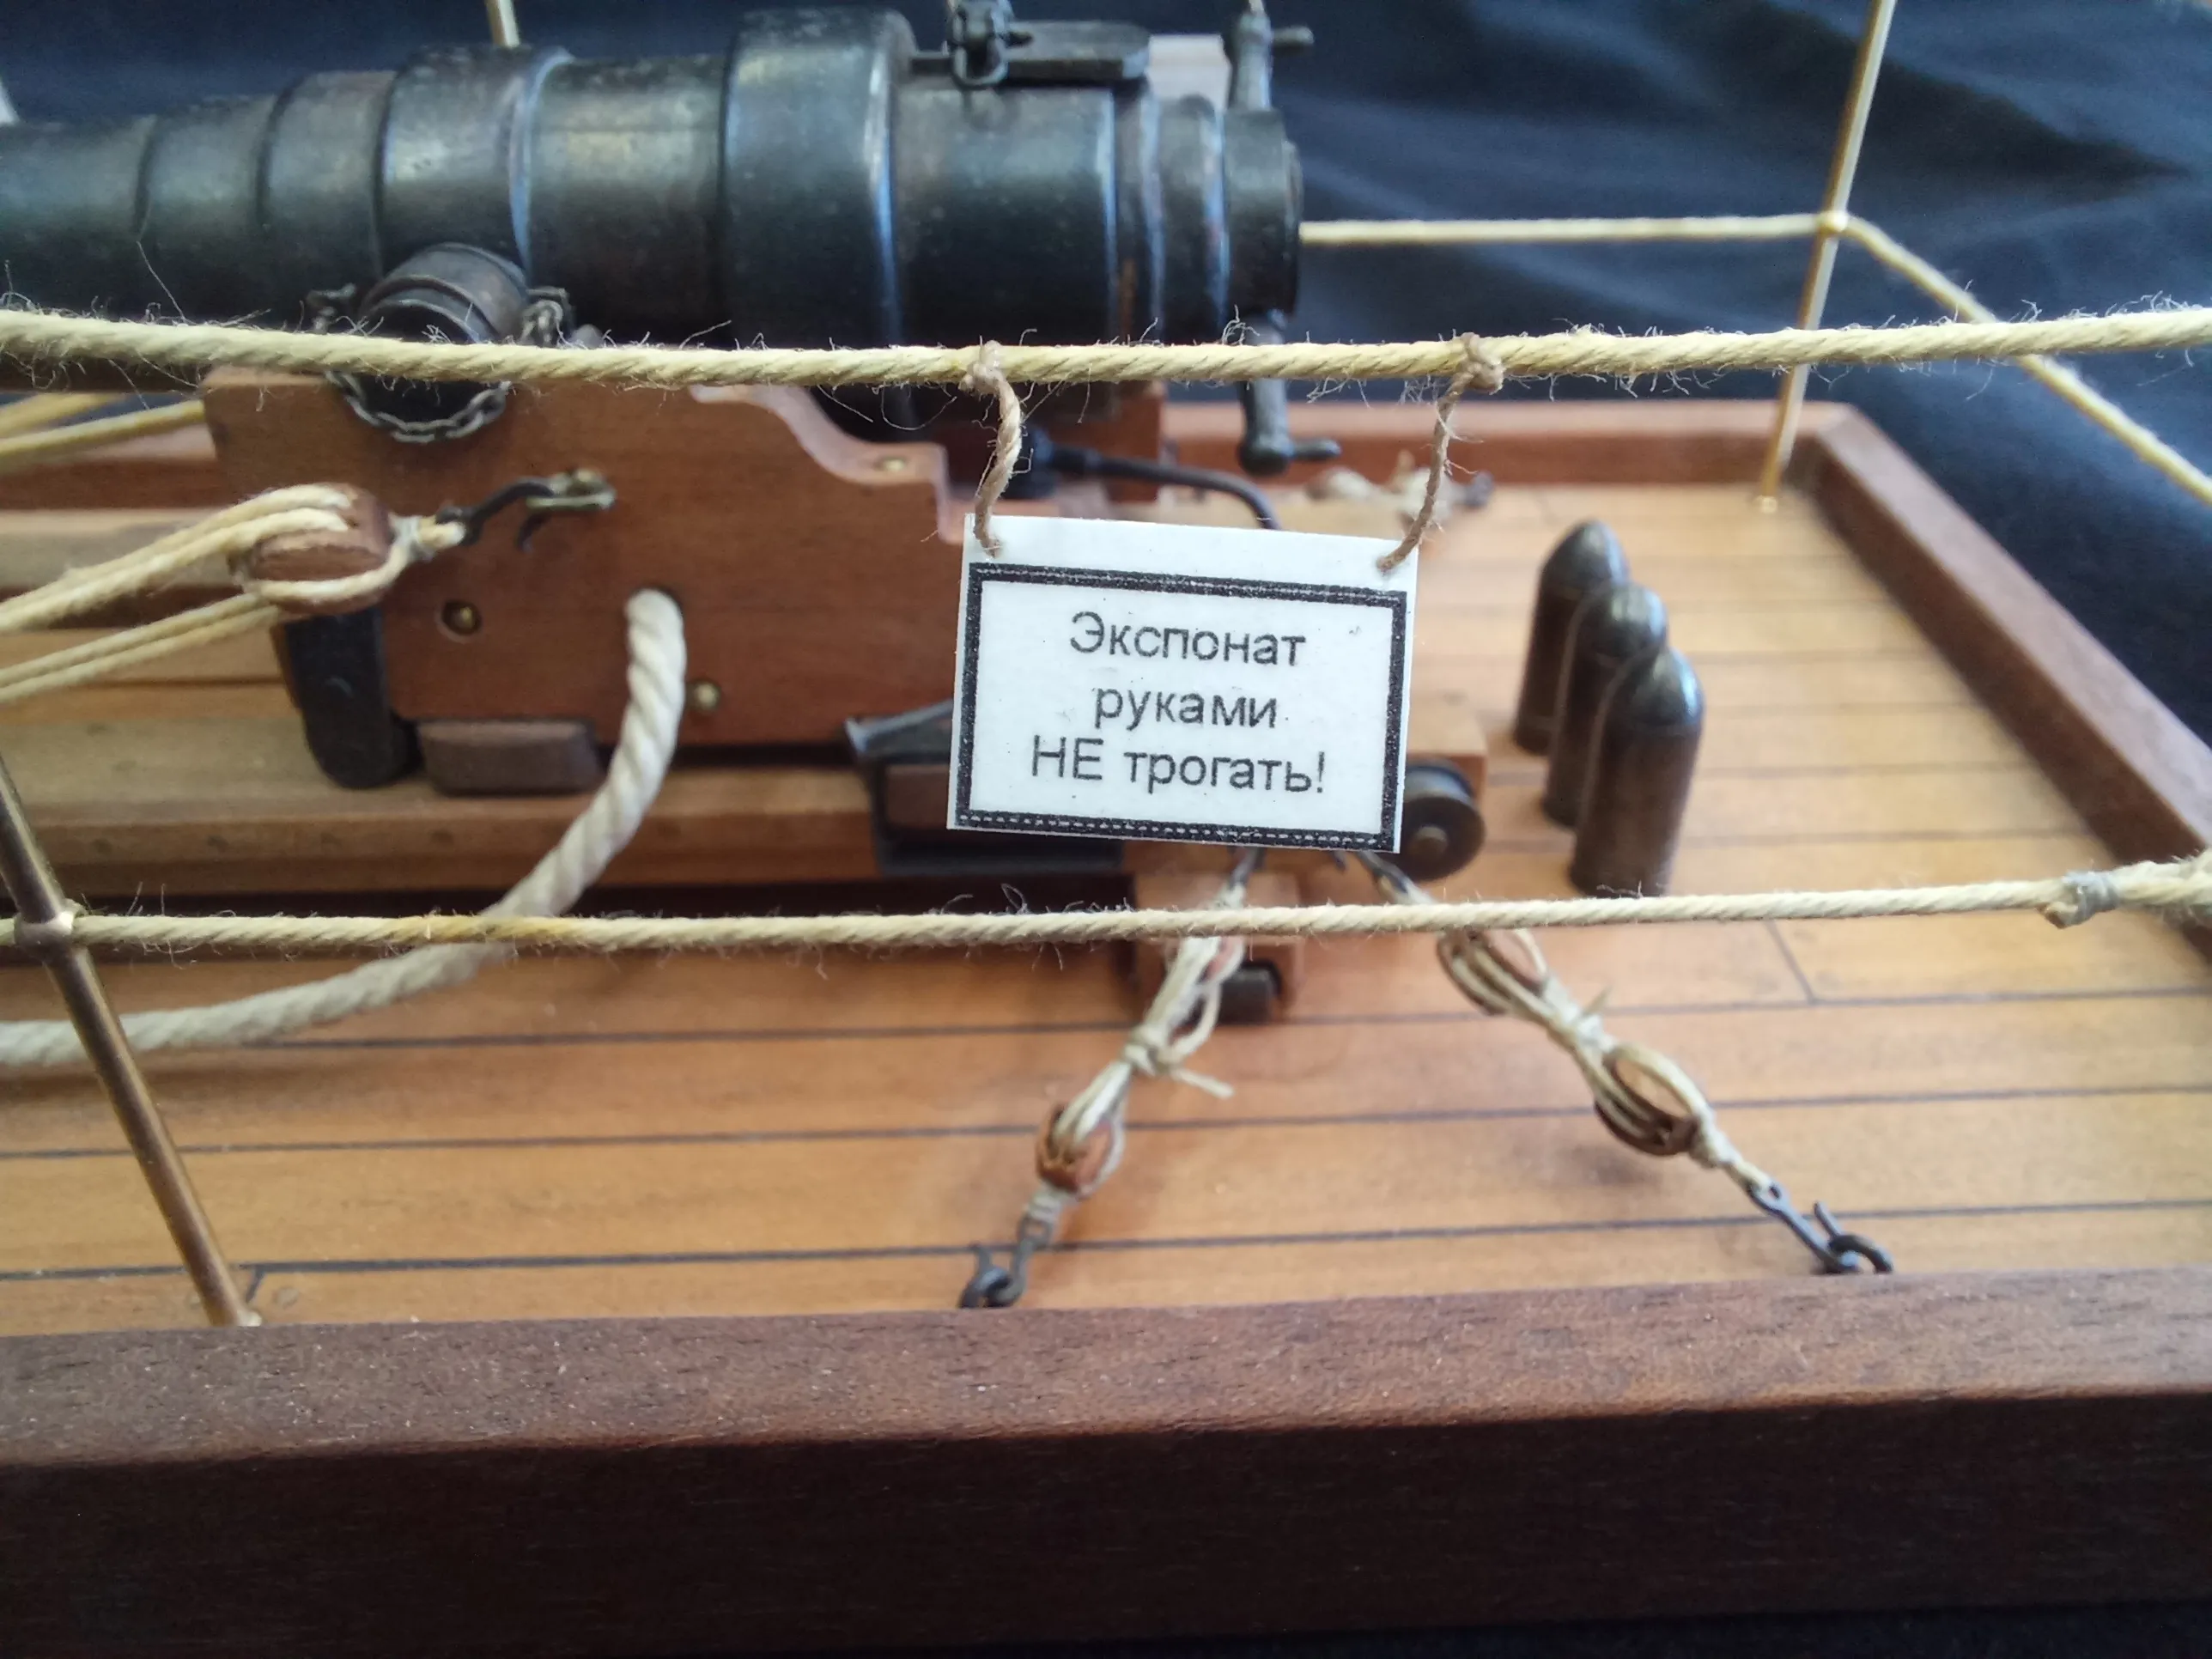 Экспонат
руками
НЕ трогать!